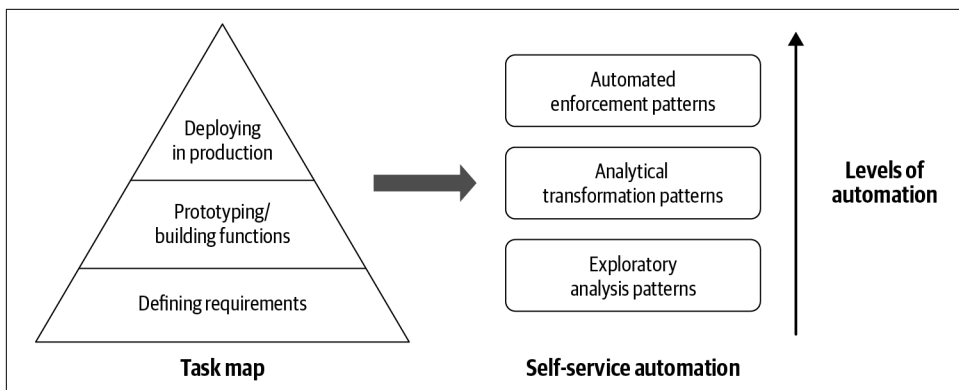 Deploying
in production
Prototyping/
building functions
Defining requirements
Task map
Automated
enforcement patterns
Analytical
transformation patterns
Exploratory
analysis patterns
Self-service automation
Levels of
automation